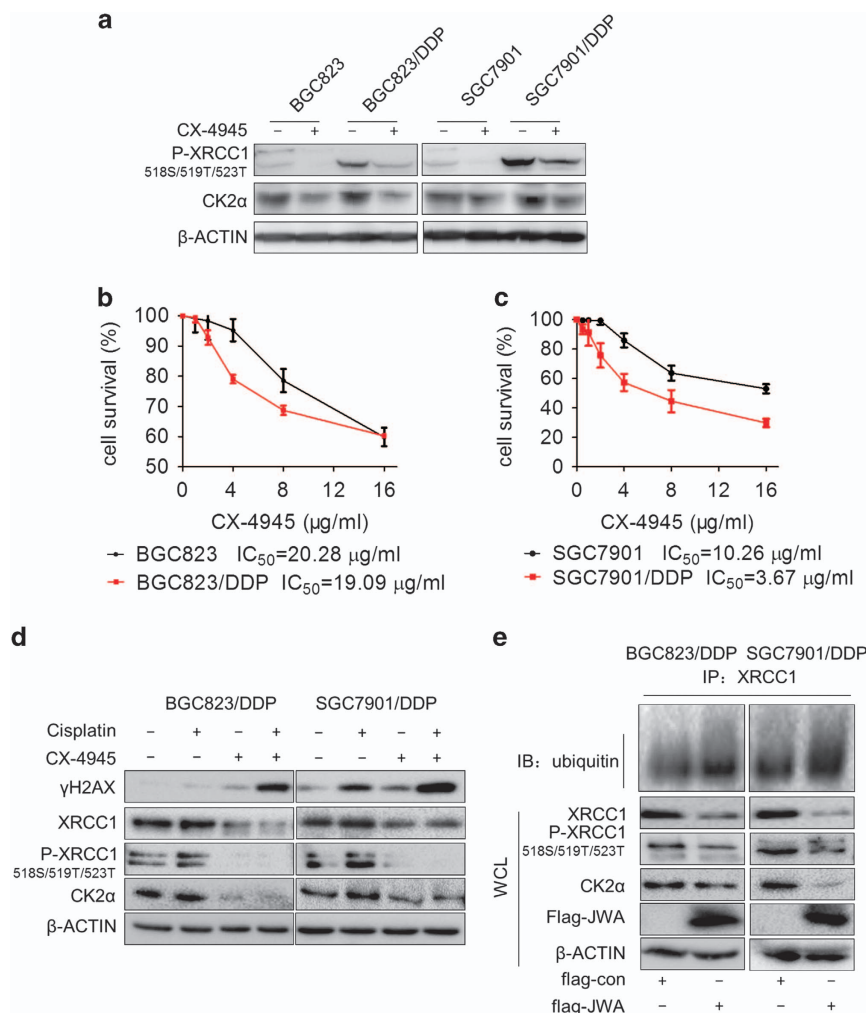 a
BGC823 BGC823/DDP SGC7901 SGC7901/DDP
CX-4945 – + – + – + – +
P-XRCC1
518S/519T/523T
CK2α
β-ACTIN
b
100
90
80
70
60
50
cell survival (%)
0 4 8 12 16
CX-4945 (μg/ml)
BGC823 IC50=20.28 μg/ml
BGC823/DDP IC50=19.09 μg/ml
c
100
80
60
40
20
0
cell survival (%)
0 4 8 12 16
CX-4945 (μg/ml)
SGC7901 IC50=10.26 μg/ml
SGC7901/DDP IC50=3.67 μg/ml
d
BGC823/DDP SGC7901/DDP
Cisplatin – + – + – + – +
CX-4945 – – + + – – + +
γH2AX
XRCC1
P-XRCC1
518S/519T/523T
CK2α
β-ACTIN
e
BGC823/DDP SGC7901/DDP
IP: XRCC1
IB: ubiquitin
WCL
XRCC1
P-XRCC1
518S/519T/523T
CK2α
Flag-JWA
β-ACTIN
flag-con + – + –
flag-JWA – + – +